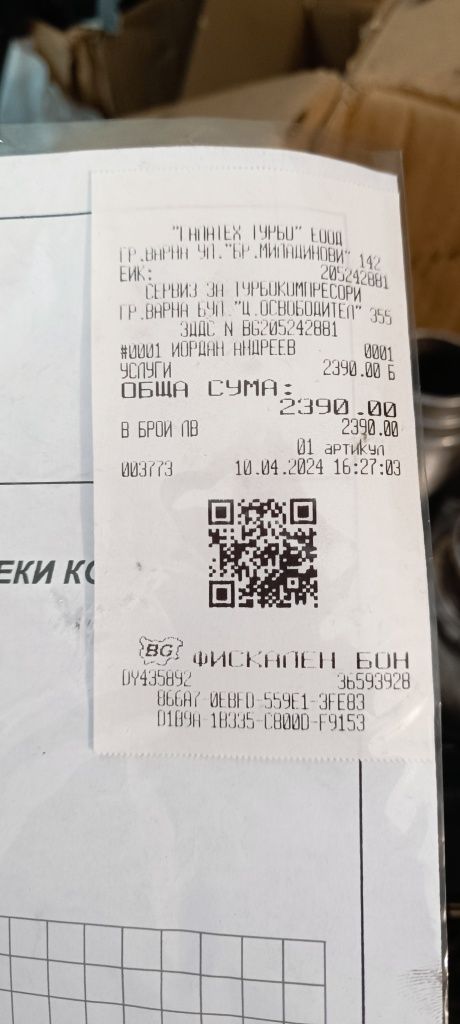 "ГАЛАТЕХ ТУРБО" ЕООД
ГР.ВАРНА УЛ."БР.МИЛАДИНОВИ" 142
ЕИК: 205242881
СЕРВИЗ ЗА ТУРБОКОМПРЕСОРИ
ГР.ВАРНА БУЛ."Ц.ОСВОБОДИТЕЛ" 355
ЗДДС N BG205242881
#0001 ЙОРДАН АНДРЕЕВ 0001
УСЛУГИ 2390.00 Б
ОБЩА СУМА:
2390.00
В БРОЙ ЛВ 2390.00
01 артикул
003773 10.04.2024 16:27:03
ЕКИ КО
BG ФИСКАЛЕН БОН
DY435892 36593928
866A7-0EBFD-559E1-3FE83
D1B9A-1B335-C800D-F9153